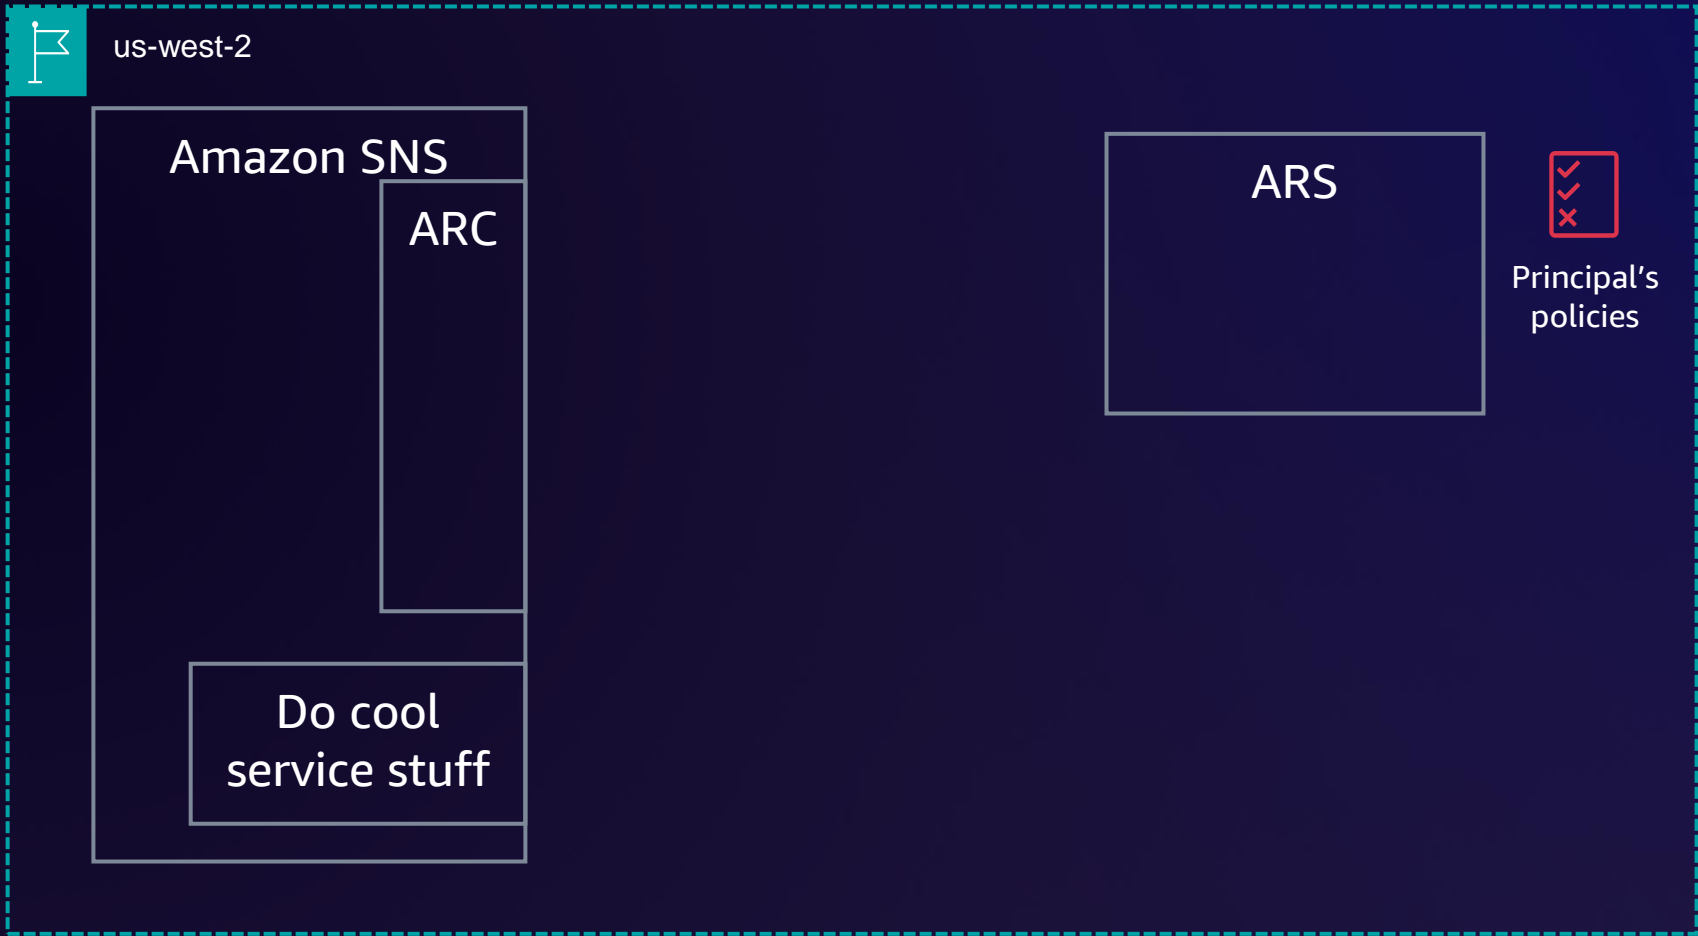 us-west-2
Amazon SNS
ARC
ARS
Principal’s
policies
Do cool
service stuff